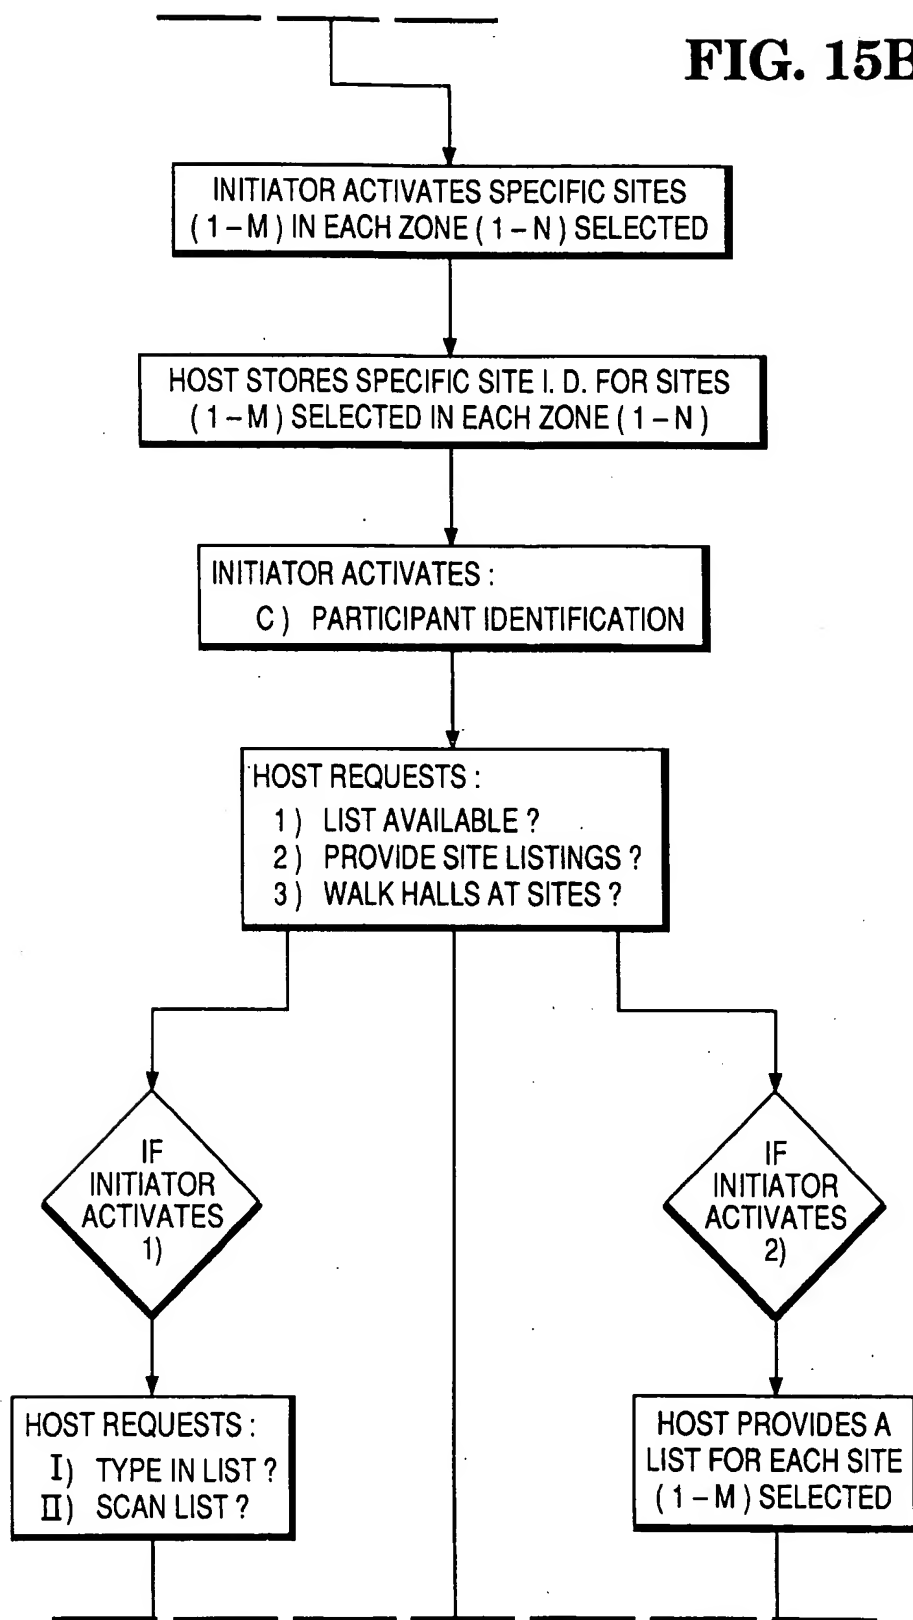 FIG. 15B
INITIATOR ACTIVATES SPECIFIC SITES
( 1 – M ) IN EACH ZONE ( 1 – N ) SELECTED
HOST STORES SPECIFIC SITE I. D. FOR SITES
( 1 – M ) SELECTED IN EACH ZONE ( 1 – N )
INITIATOR ACTIVATES :
C ) PARTICIPANT IDENTIFICATION
HOST REQUESTS :
1 ) LIST AVAILABLE ?
2 ) PROVIDE SITE LISTINGS ?
3 ) WALK HALLS AT SITES ?
IF
INITIATOR
ACTIVATES
1)
IF
INITIATOR
ACTIVATES
2)
HOST REQUESTS :
I ) TYPE IN LIST ?
II ) SCAN LIST ?
HOST PROVIDES A
LIST FOR EACH SITE
( 1 – M ) SELECTED